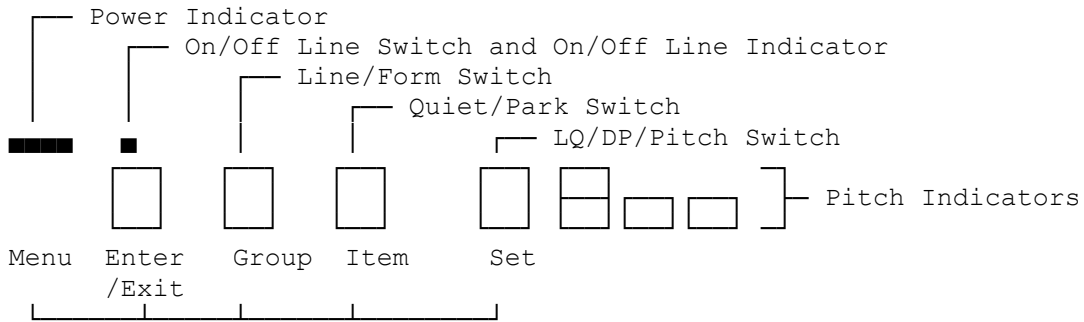 Power Indicator
On/Off Line Switch and On/Off Line Indicator
Line/Form Switch
Quiet/Park Switch
LQ/DP/Pitch Switch
Pitch Indicators
Menu Enter Group Item Set
/Exit